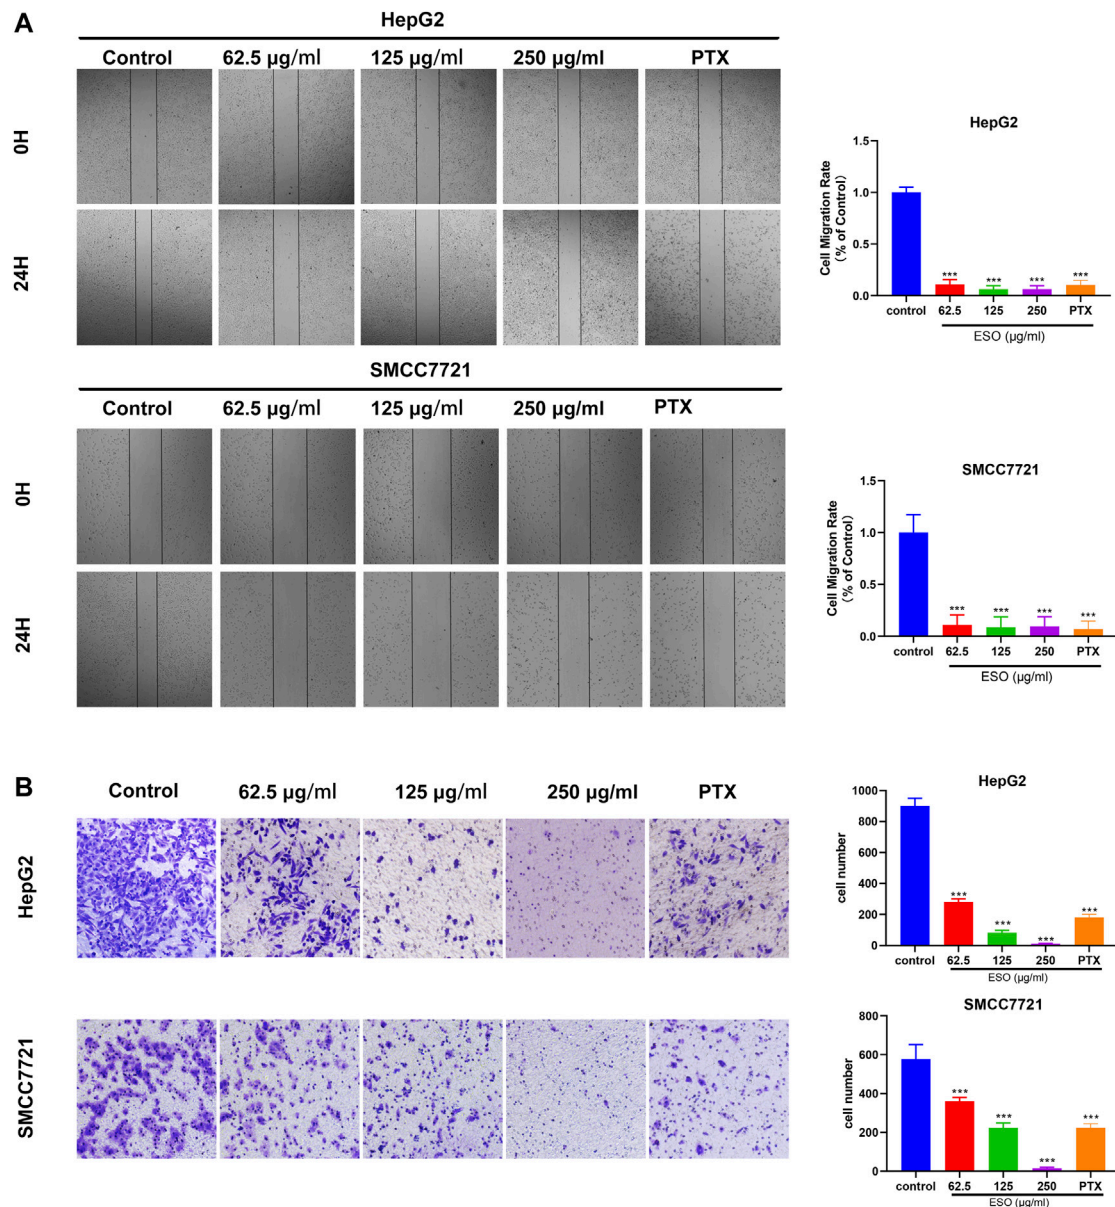 A
HepG2
Control 62.5 μg/ml 125 μg/ml 250 μg/ml PTX
0H
24H
HepG2
Cell Migration Rate
(% of Control)
1.5
1.0
0.5
0.0
*** *** *** ***
control 62.5 125 250 PTX
ESO (μg/ml)
SMCC7721
Control 62.5 μg/ml 125 μg/ml 250 μg/ml PTX
0H
24H
SMCC7721
Cell Migration Rate
(% of Control)
1.5
1.0
0.5
0.0
*** *** *** ***
control 62.5 125 250 PTX
ESO (μg/ml)
B
Control 62.5 μg/ml 125 μg/ml 250 μg/ml PTX
HepG2
SMCC7721
HepG2
cell number
1000
800
600
400
200
0
*** *** *** ***
control 62.5 125 250 PTX
ESO (μg/ml)
SMCC7721
cell number
800
600
400
200
0
*** *** *** ***
control 62.5 125 250 PTX
ESO (μg/ml)